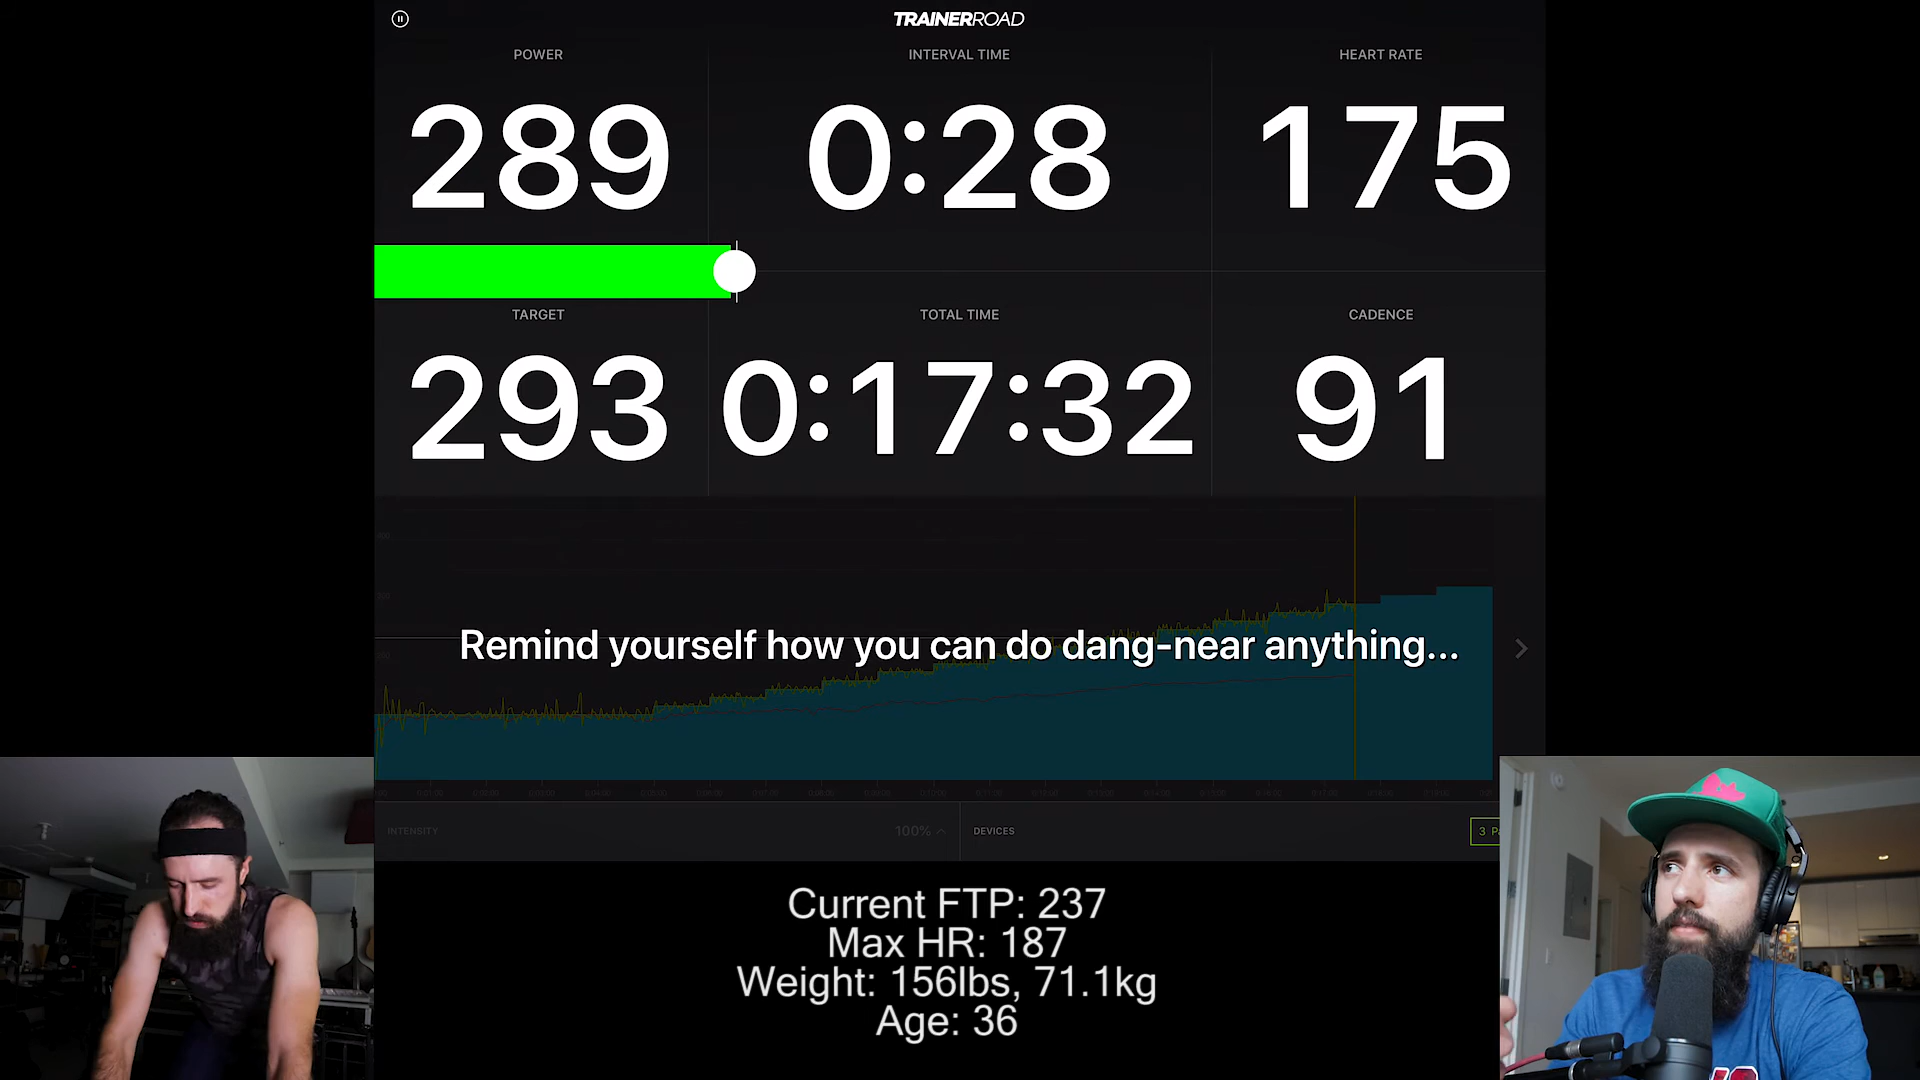 TRAINERROAD
POWER
INTERVAL TIME
HEART RATE
289
0:28
175
TARGET
TOTAL TIME
CADENCE
293
0:17:32
91
Remind yourself how you can do dang-near anything...
INTENSITY
100%
DEVICES
3
Current FTP: 237
Max HR: 187
Weight: 156lbs, 71.1kg
Age: 36